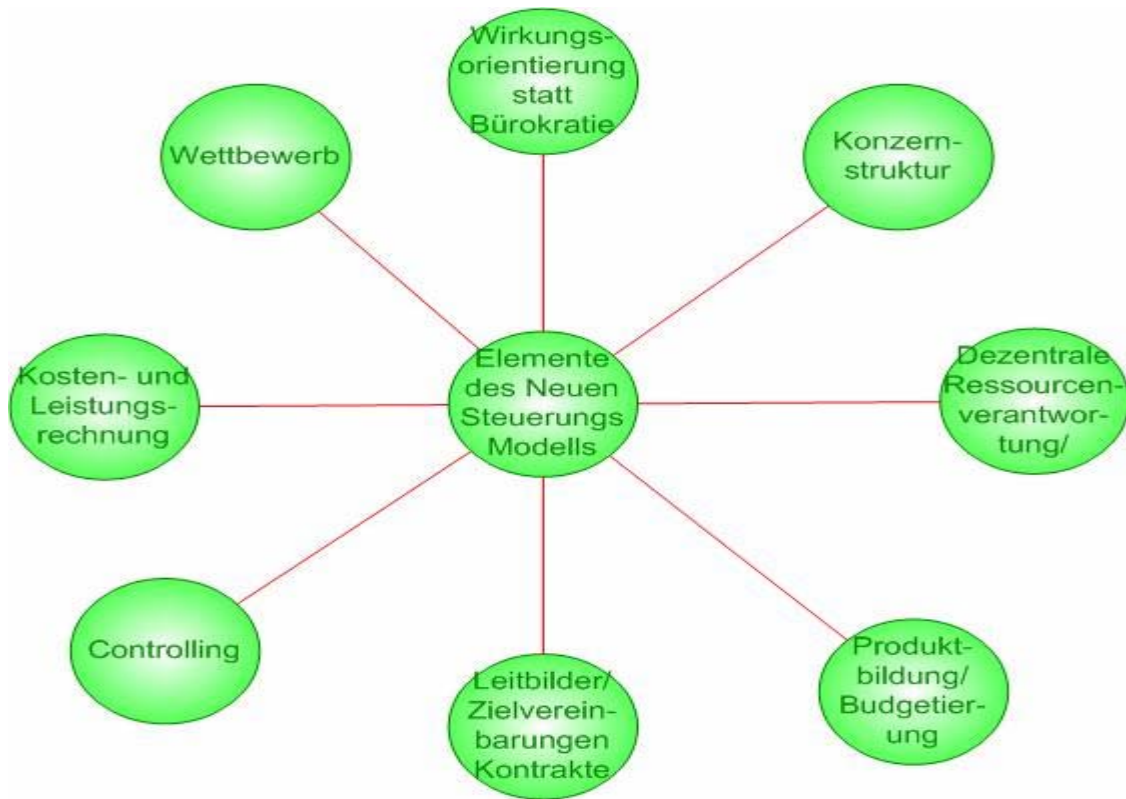 Wirkungs-
orientierung
statt
Bürokratie
Wettbewerb
Konzern-
struktur
Kosten- und
Leistungs-
rechnung
Elemente
des Neuen
Steuerungs
Modells
Dezentrale
Ressourcen-
verantwor-
tung/
Controlling
Leitbilder/
Zielverein-
barungen
Kontrakte
Produkt-
bildung/
Budgetier-
ung